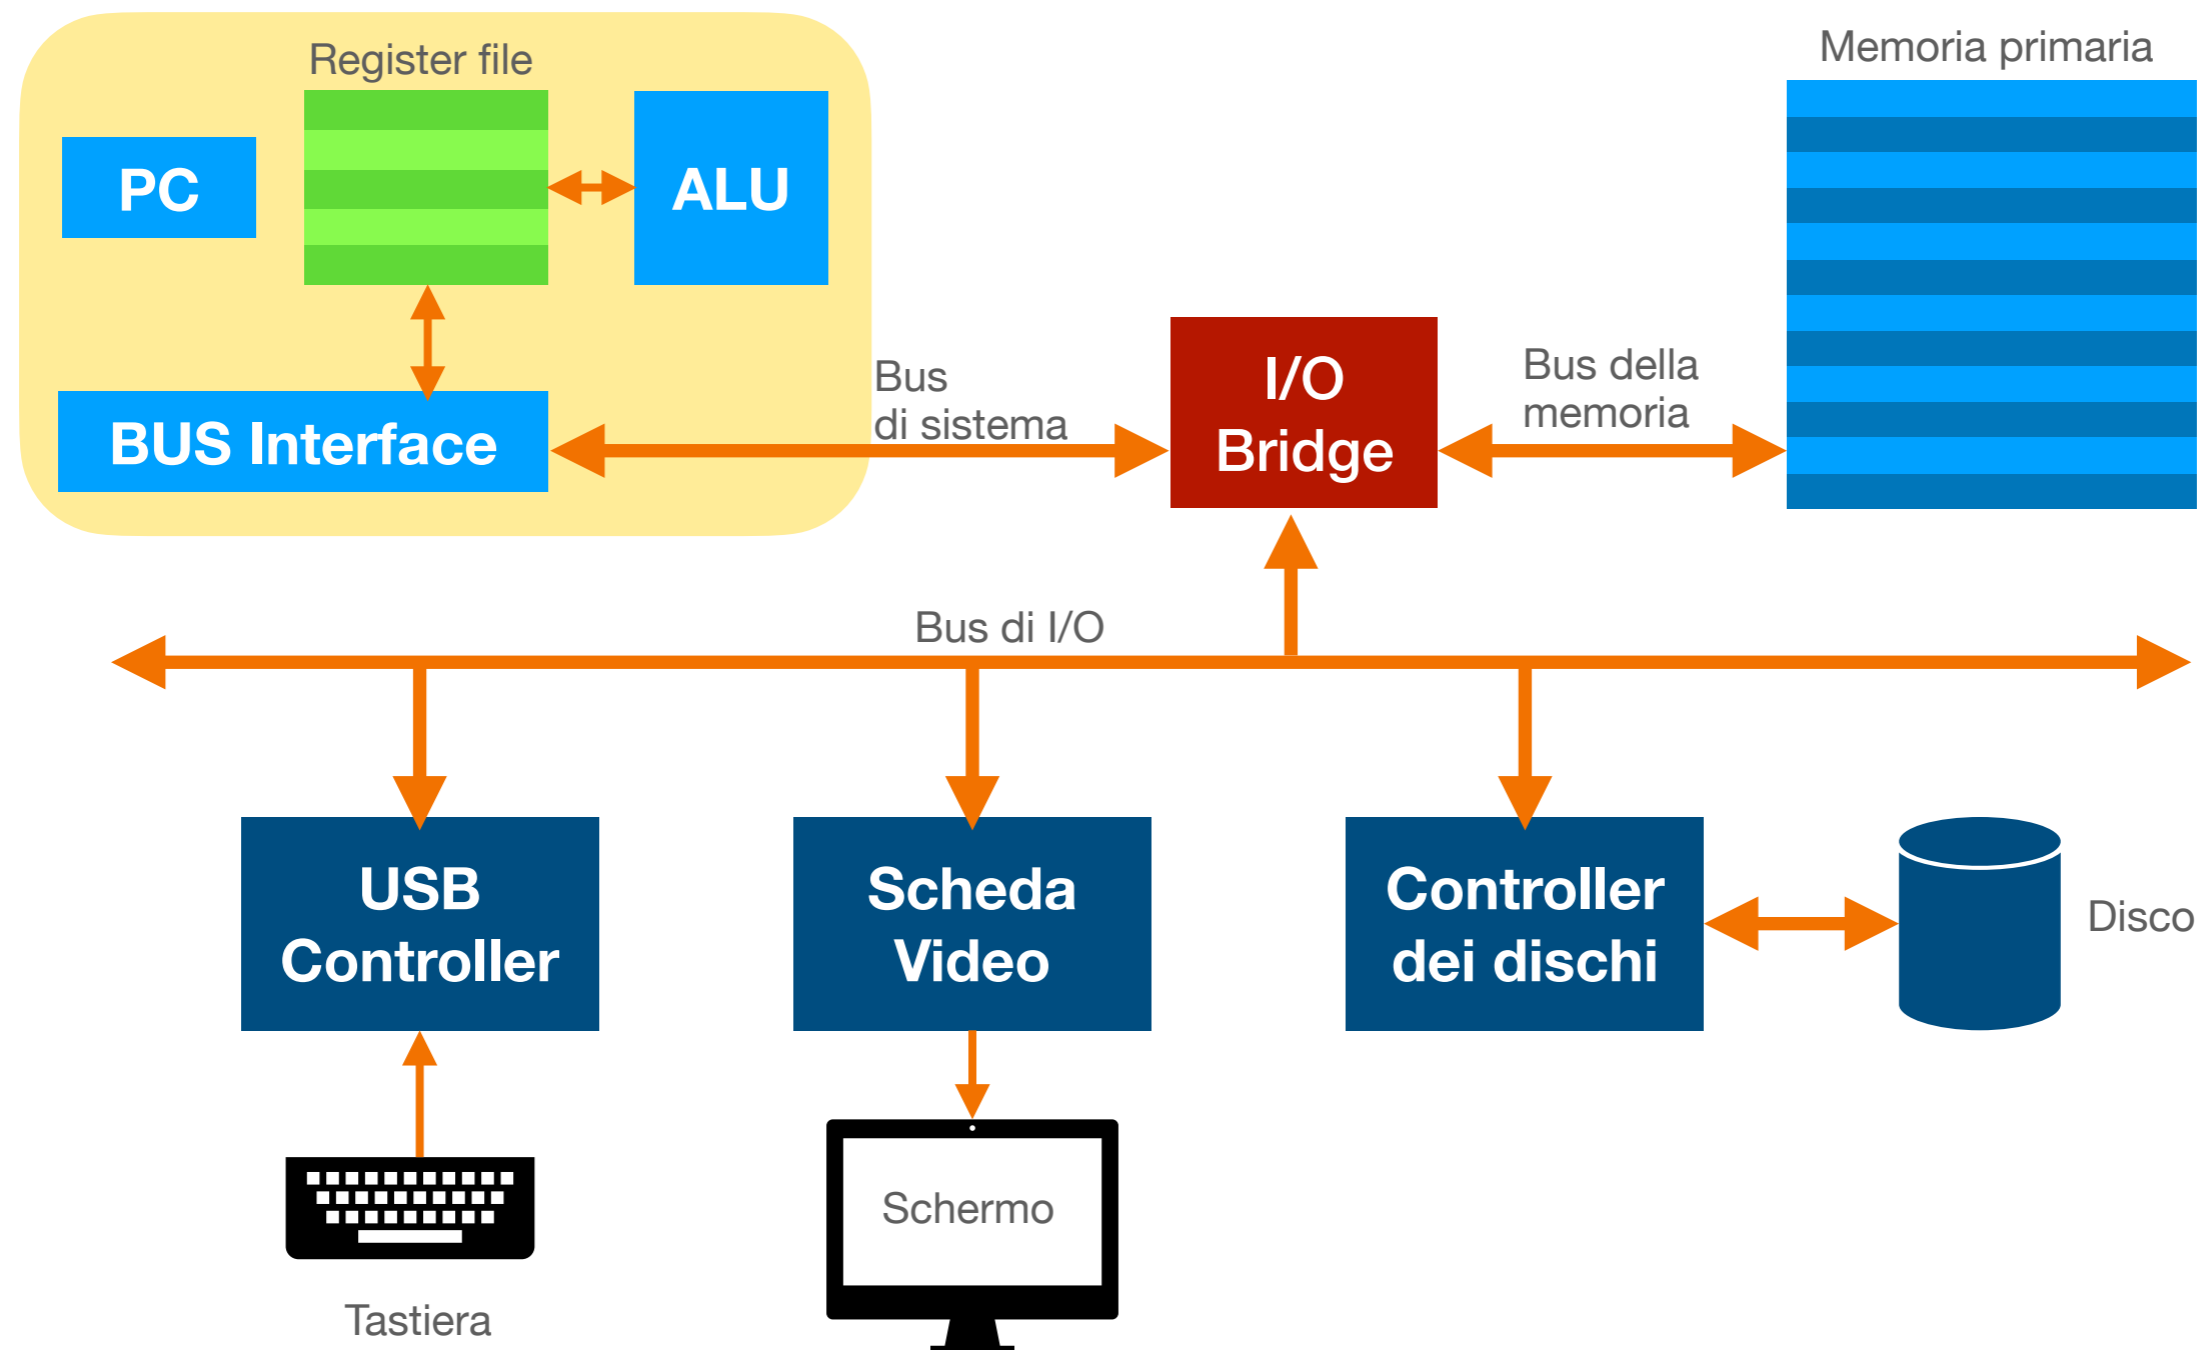 Register file
Memoria primaria
PC
ALU
BUS Interface
Bus
di sistema
I/O
Bridge
Bus della
memoria
Bus di I/O
USB
Controller
Scheda
Video
Controller
dei dischi
Disco
Schermo
Tastiera